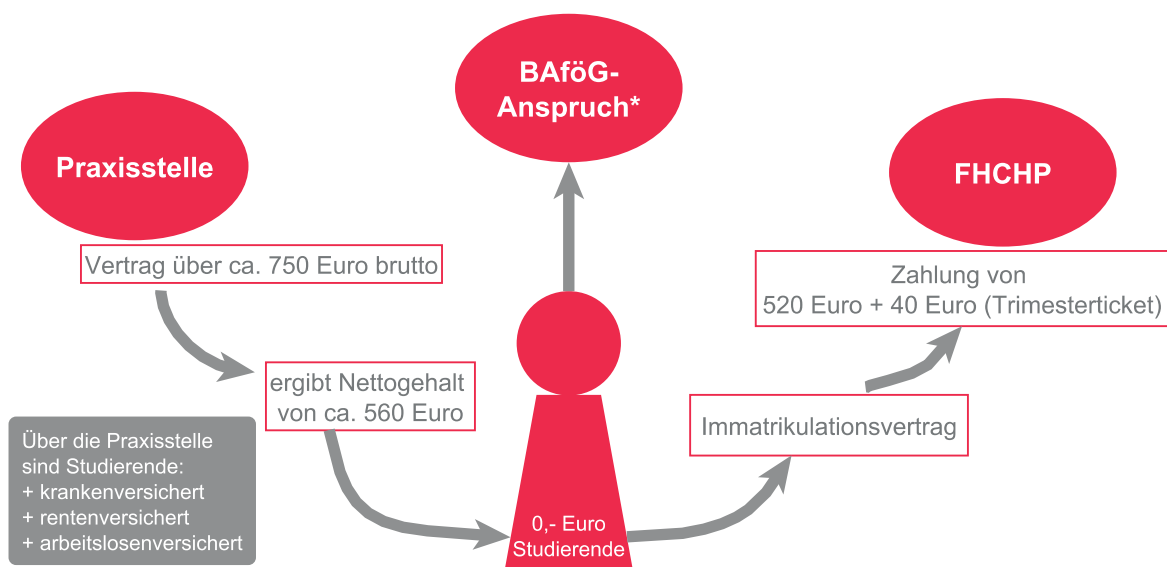 BAföG-
Anspruch*
Praxisstelle
FHCHP
Vertrag über ca. 750 Euro brutto
Zahlung von
520 Euro + 40 Euro (Trimesterticket)
ergibt Nettogehalt
von ca. 560 Euro
Immatrikulationsvertrag
Über die Praxisstelle
sind Studierende:
+ krankenversichert
+ rentenversichert
+ arbeitslosenversichert
0,- Euro
Studierende